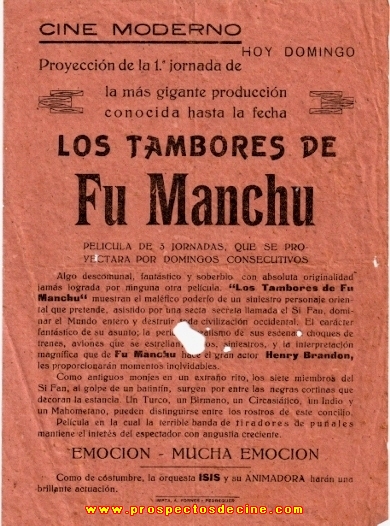 CINE MODERNO
HOY DOMINGO
Proyección de la 1.ª jornada de
la más gigante producción
conocida hasta la fecha
LOS TAMBORES DE
Fu Manchu
PELICULA DE 3 JORNADAS, QUE SE PRO-
YECTARA POR DOMINGOS CONSECUTIVOS
Algo descomunal, fantástico y soberbio con absoluta originalidad
jamás lograda por ninguna otra película. "Los Tambores de Fu
Manchu" muestran el maléfico poderío de un siniestro personaje orien-
tal que pretende, asistido por una secta secreta llamada el Si Fan, domi-
nar el Mundo entero y destruir la civilización occidental. El carácter
fantástico de su asunto; la de sus escenas choques de
trenes, aviones que se estrellan, siniestros, y la interpretación
magnífica que de Fu Manchu hace el gran actor Henry Brandon,
les proporcionarán momentos inolvidables.
Como antiguos monjes en un extraño rito, los siete miembros del
Si Fan, al golpe de un batintín, surgen por entre las negras cortinas que
decoran la estancia. Un Turco, un Birmano, un Circasiático, un Indio y
un Mahometano, pueden distinguirse entre los rostros de este concilio.
Película en la cual la terrible banda de tiradores de puñales
mantiene el interés del espectador con angustia creciente.
EMOCION - MUCHA EMOCION
Como de costumbre, la orquesta ISIS y su ANIMADORA harán una
brillante actuación.
www.prospectosdecine.com